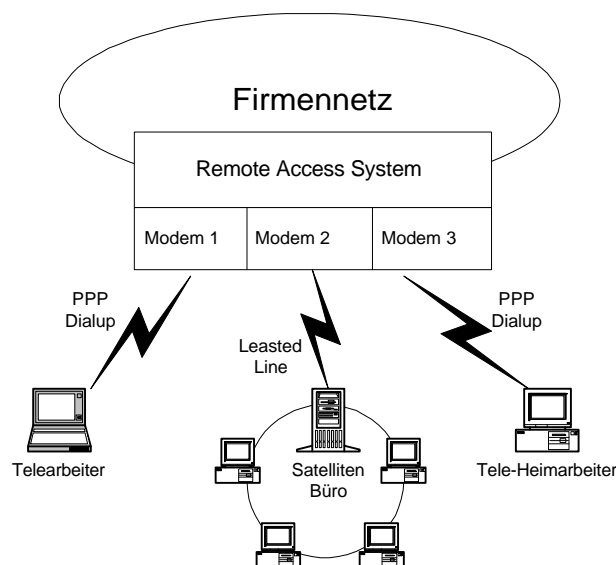 Firmennetz
Remote Access System
Modem 1
Modem 2
Modem 3
PPP
Dialup
Leasted
Line
PPP
Dialup
Telearbeiter
Satelliten
Büro
Tele-Heimarbeiter